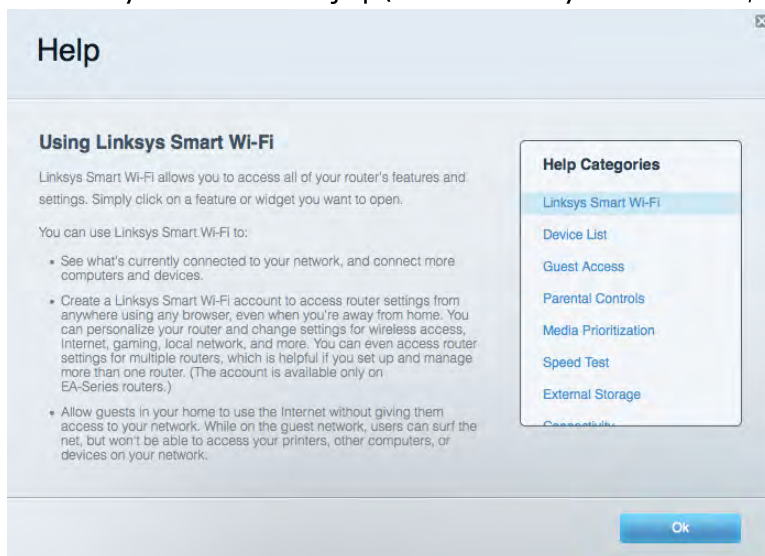 Help
Using Linksys Smart Wi-Fi
Linksys Smart Wi-Fi allows you to access all of your router's features and
settings. Simply click on a feature or widget you want to open.
You can use Linksys Smart Wi-Fi to:
• See what's currently connected to your network, and connect more
computers and devices.
• Create a Linksys Smart Wi-Fi account to access router settings from
anywhere using any browser, even when you're away from home. You
can personalize your router and change settings for wireless access,
Internet, gaming, local network, and more. You can even access router
settings for multiple routers, which is helpful if you set up and manage
more than one router. (The account is available only on
EA-Series routers.)
• Allow guests in your home to use the Internet without giving them
access to your network. While on the guest network, users can surf the
net, but won't be able to access your printers, other computers, or
devices on your network.
Help Categories
Linksys Smart Wi-Fi
Device List
Guest Access
Parental Controls
Media Prioritization
Speed Test
External Storage
Connectivity
Ok